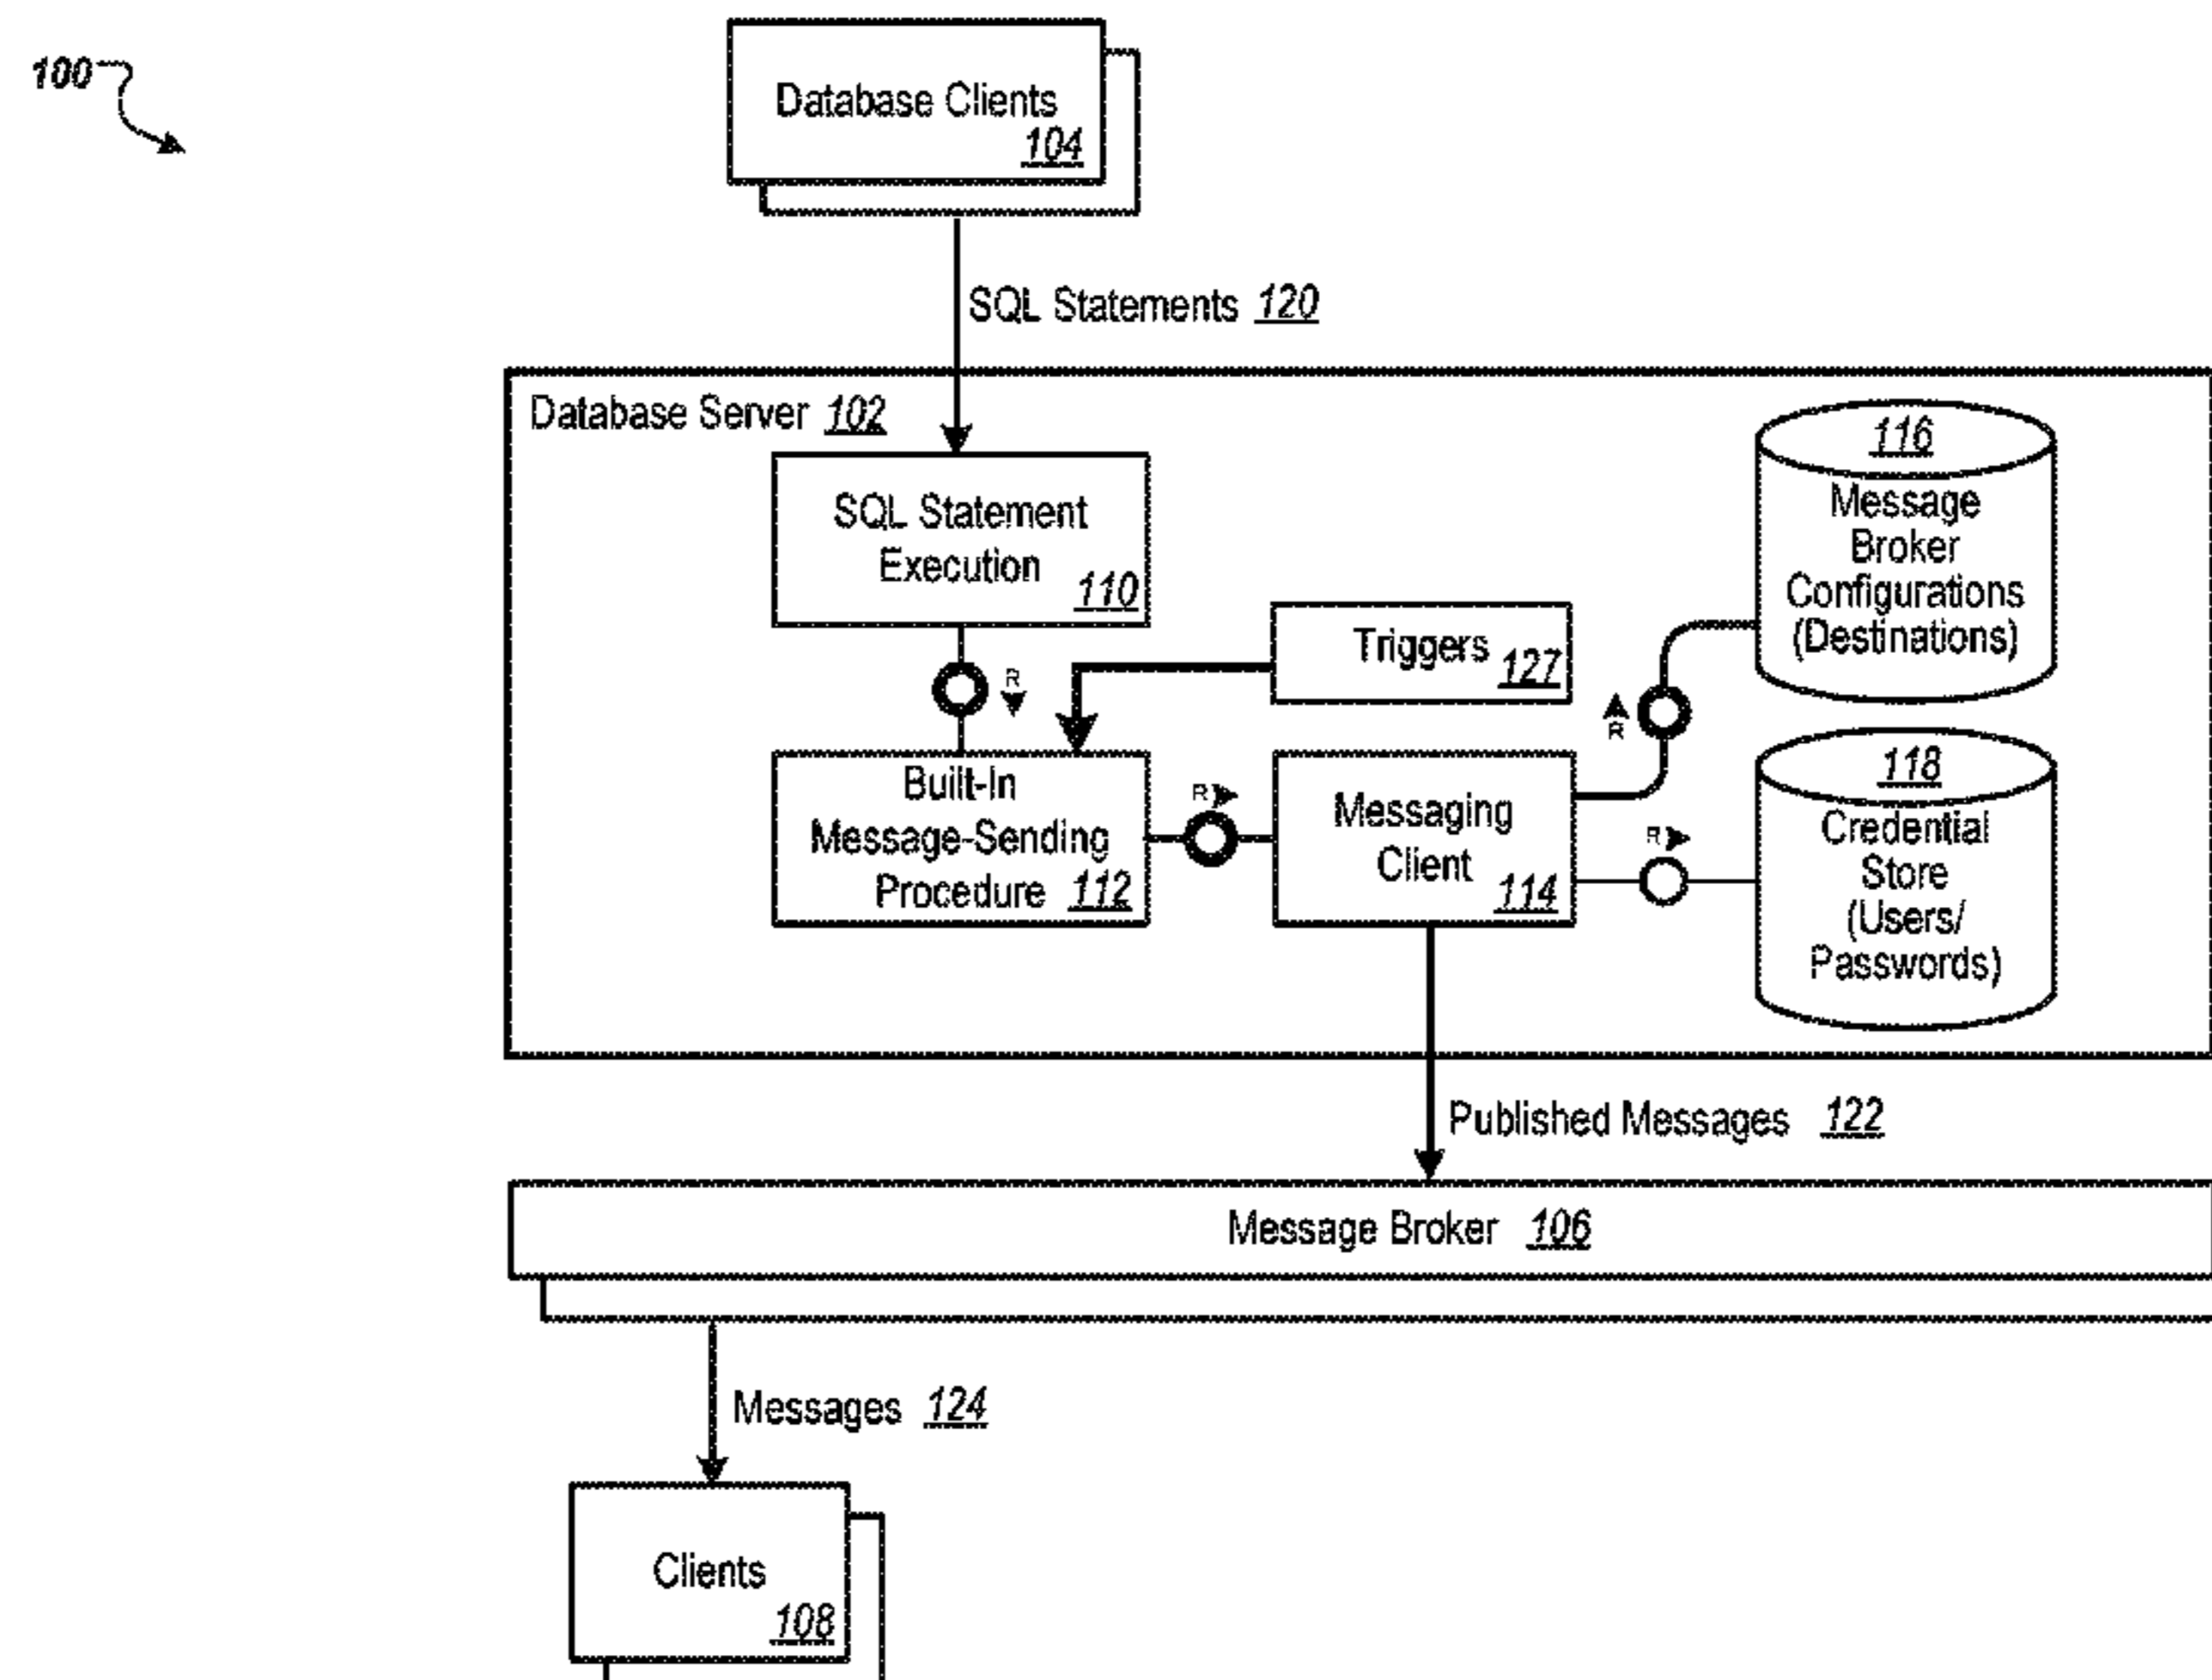 100
Database Clients
104
SQL Statements 120
Database Server 102
SQL Statement
Execution
110
R
Triggers
127
116
Message
Broker
Configurations
(Destinations)
R
Built-In
Message-Sending
Procedure 112
R
Messaging
Client
114
R
118
Credential
Store
(Users/
Passwords)
Published Messages 122
Message Broker 106
Messages 124
Clients
108